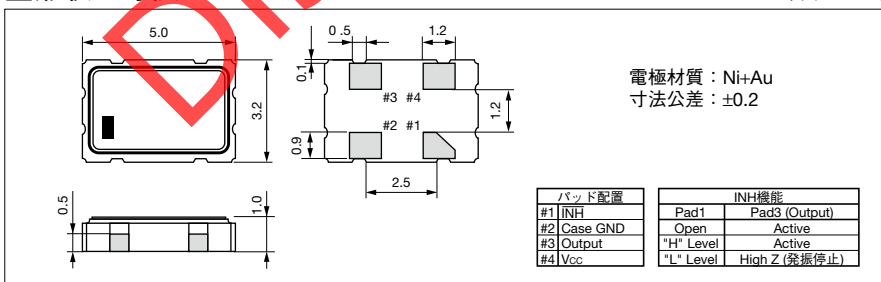 5.0
3.2
0.5
1.2
0.1
#3 #4
#2 #1
1.2
0.9
2.5
0.5
1.0
電極材質：Ni+Au
寸法公差：±0.2
パッド配置
#1 INH
#2 Case GND
#3 Output
#4 Vcc
INH機能
Pad1 Pad3 (Output)
Open Active
"H" Level Active
"L" Level High Z (発振停止)